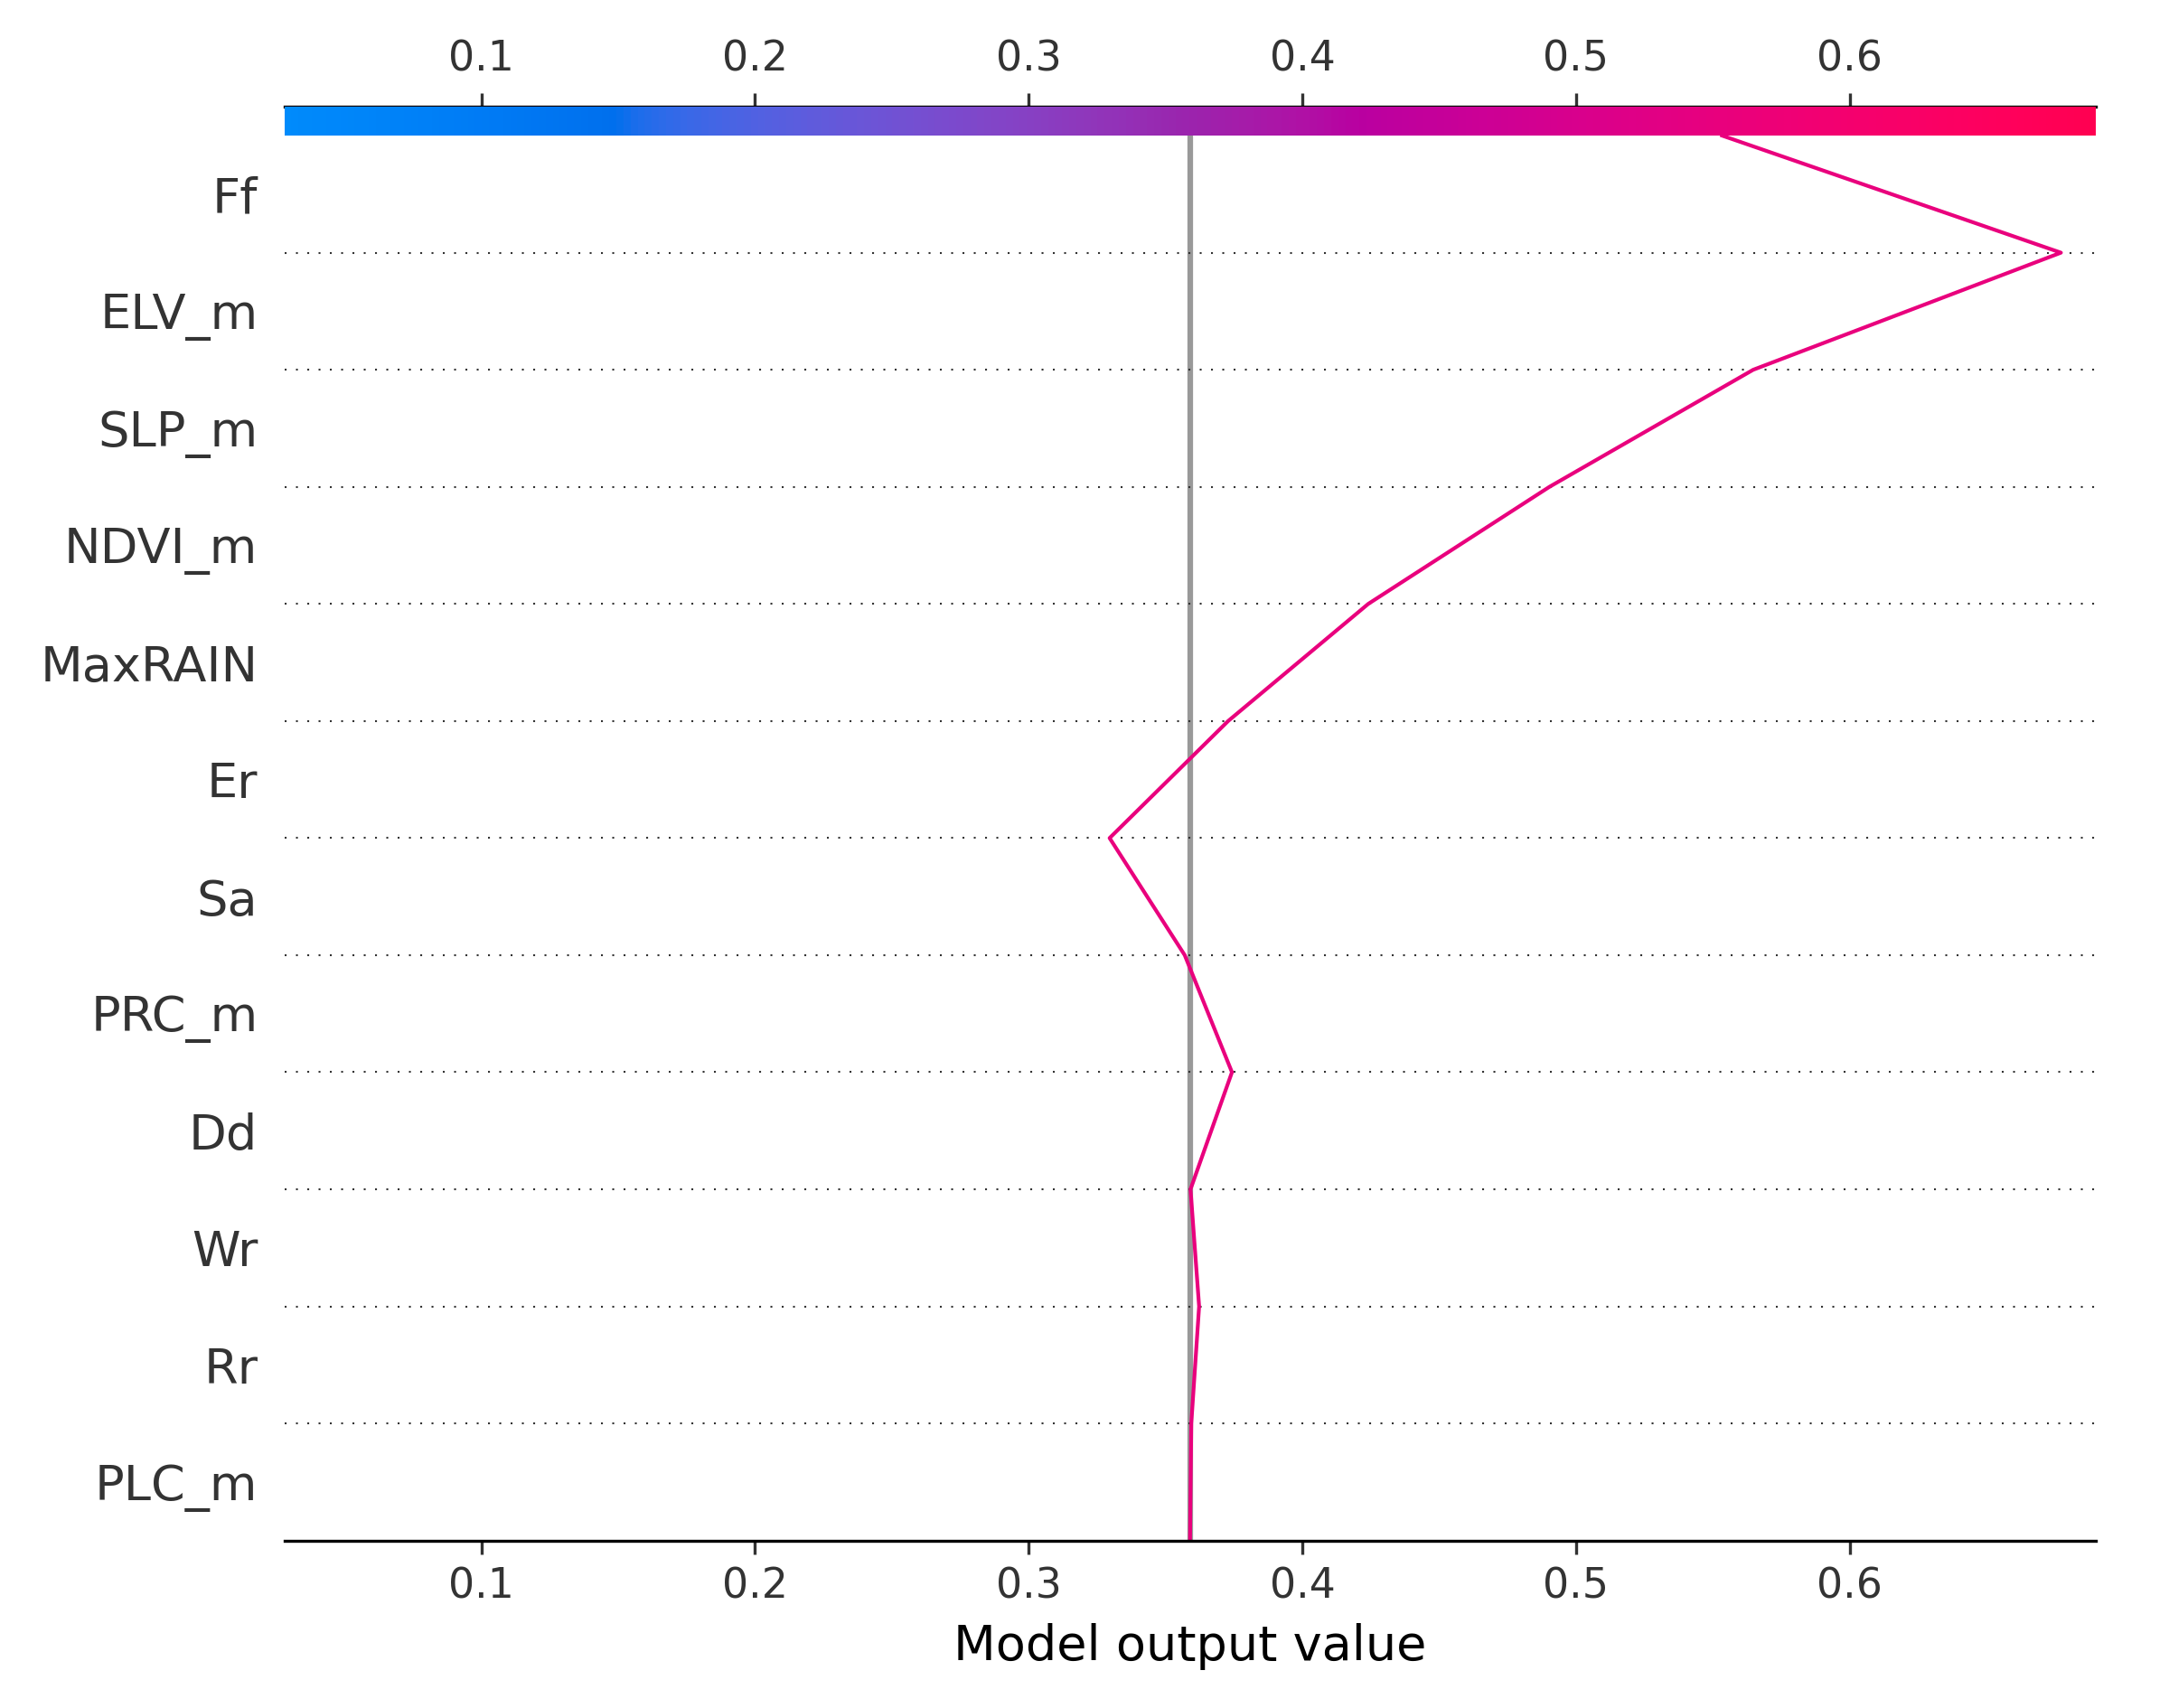 0.1 0.2 0.3 0.4 0.5 0.6
Ff
ELV_m
SLP_m
NDVI_m
MaxRAIN
Er
Sa
PRC_m
Dd
Wr
Rr
PLC_m
0.1 0.2 0.3 0.4 0.5 0.6
Model output value